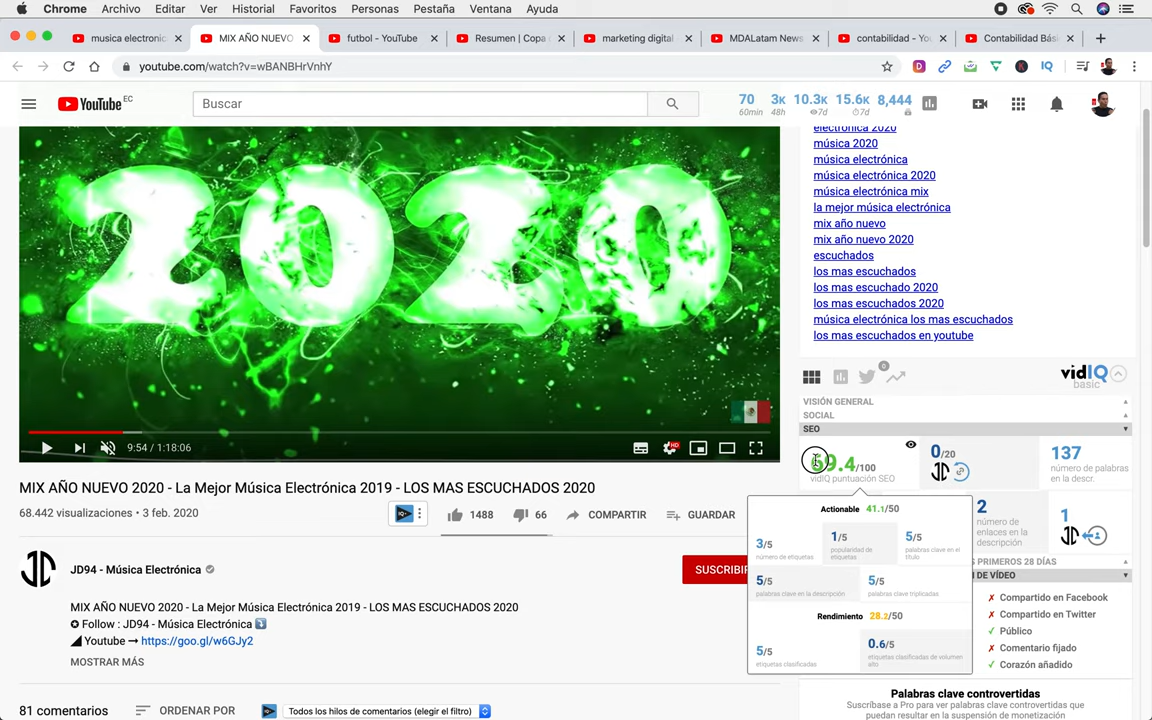 Chrome Archivo Editar Ver Historial Favoritos Personas Pestaña Ventana Ayuda
musica electronic
MIX AÑO NUEVO
futbol - YouTube
Resumen | Copa
marketing digital
MDALatam News
contabilidad - Yo
Contabilidad Bás
youtube.com/watch?v=wBANBHrVnhY
YouTube EC
Buscar
70 3K 10.3K 15.6K 8,444
60min 48h 7d 7d
electronica 2020
música 2020
música electrónica
música electrónica 2020
música electrónica mix
la mejor música electrónica
mix año nuevo
mix año nuevo 2020
escuchados
los mas escuchados
los mas escuchado 2020
los mas escuchados 2020
música electrónica los mas escuchados
los mas escuchados en youtube
2020
9:54 / 1:18:06
HD
0
vidIQ
basic
VISIÓN GENERAL
SOCIAL
SEO
69.4/100
vidIQ puntuación SEO
0/20
137
número de palabras
en la descr.
2
número de
enlaces en la
descripción
1
Actionable 41.1/50
3/5
número de etiquetas
1/5
popularidad de
etiquetas
5/5
palabras clave en el
título
5/5
palabras clave en la descripción
5/5
palabras clave triplicadas
Rendimiento 28.2/50
5/5
etiquetas clasificadas
0.6/5
etiquetas clasificadas de volumen
alto
PRIMEROS 28 DÍAS
DE VÍDEO
✗ Compartido en Facebook
✗ Compartido en Twitter
✓ Público
✗ Comentario fijado
✓ Corazón añadido
Palabras clave controvertidas
Suscríbase a Pro para ver palabras clave controvertidas que
puedan resultar en la suspensión de monetización
MIX AÑO NUEVO 2020 - La Mejor Música Electrónica 2019 - LOS MAS ESCUCHADOS 2020
68.442 visualizaciones • 3 feb. 2020
1488 66 COMPARTIR GUARDAR
JD94 - Música Electrónica
SUSCRIBIR
MIX AÑO NUEVO 2020 - La Mejor Música Electrónica 2019 - LOS MAS ESCUCHADOS 2020
✪ Follow : JD94 - Música Electrónica ⤵
◢ Youtube → https://goo.gl/w6GJy2
MOSTRAR MÁS
81 comentarios ORDENAR POR Todos los hilos de comentarios (elegir el filtro)